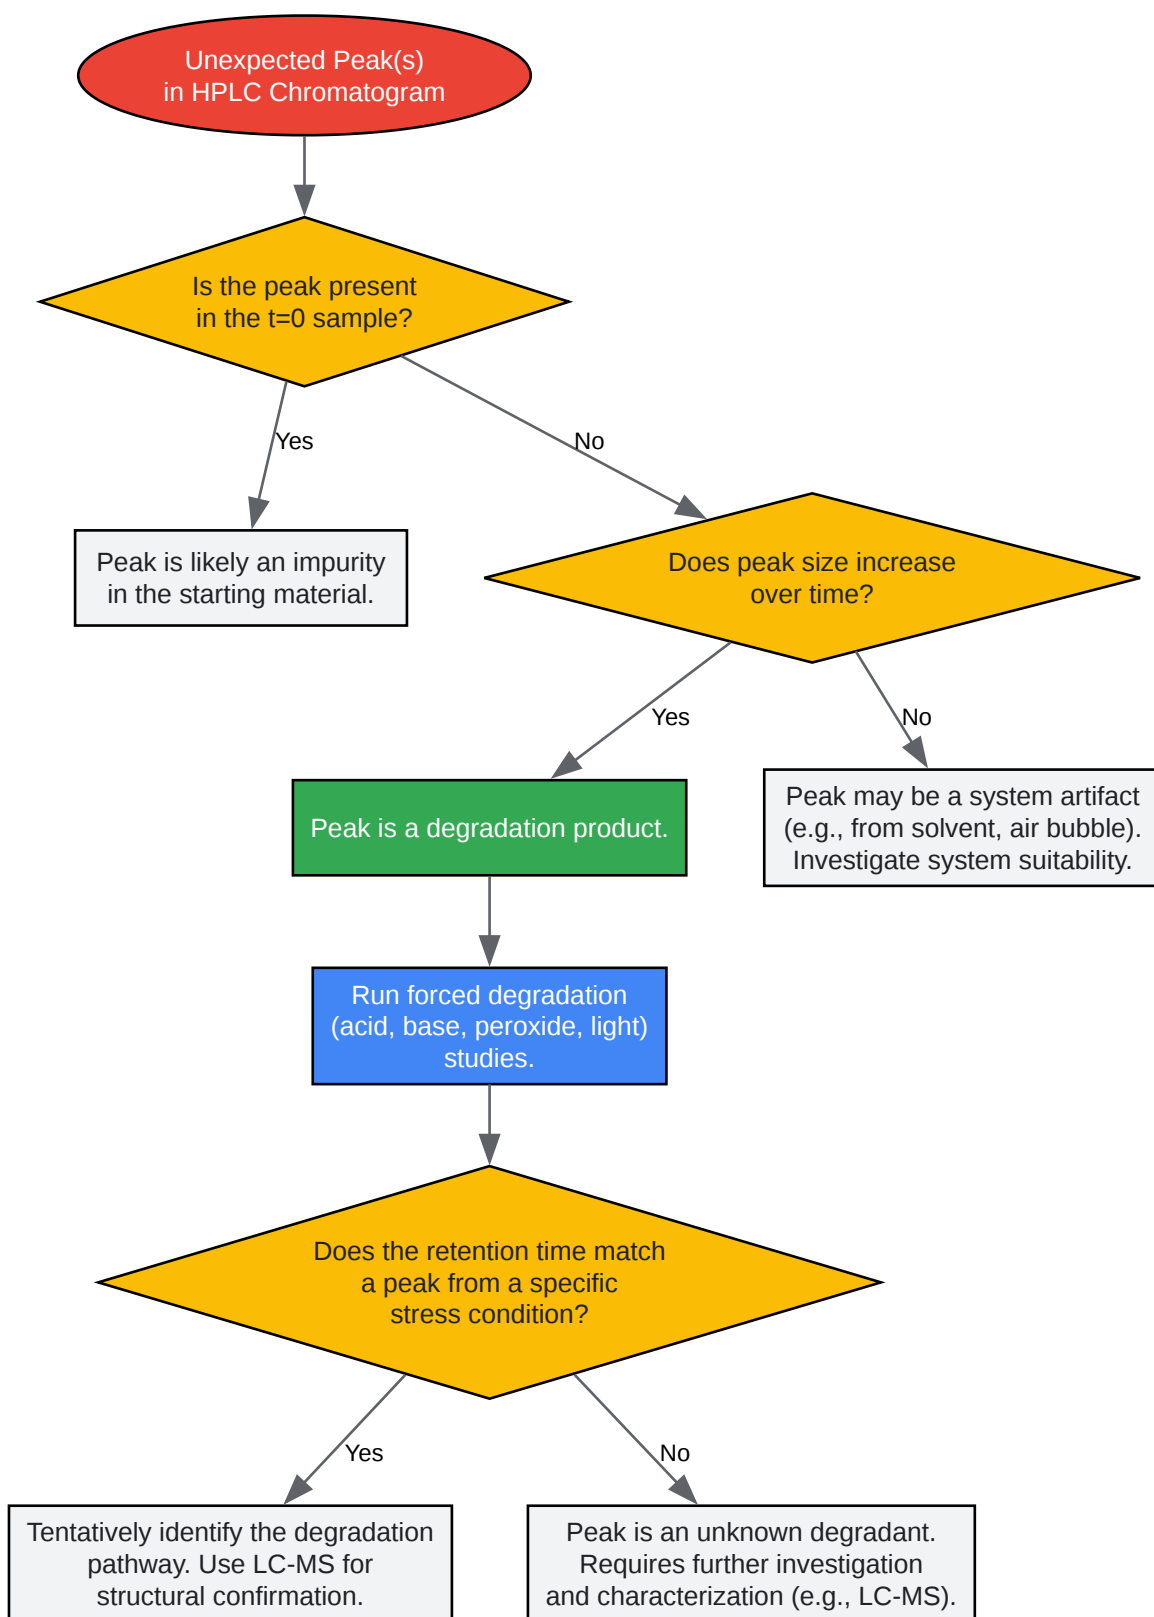 Unexpected Peak(s)
in HPLC Chromatogram
Is the peak present
in the t=0 sample?
Yes
No
Peak is likely an impurity
in the starting material.
Does peak size increase
over time?
Yes
No
Peak is a degradation product.
Peak may be a system artifact
(e.g., from solvent, air bubble).
Investigate system suitability.
Run forced degradation
(acid, base, peroxide, light)
studies.
Does the retention time match
a peak from a specific
stress condition?
Yes
No
Tentatively identify the degradation
pathway. Use LC-MS for
structural confirmation.
Peak is an unknown degradant.
Requires further investigation
and characterization (e.g., LC-MS).